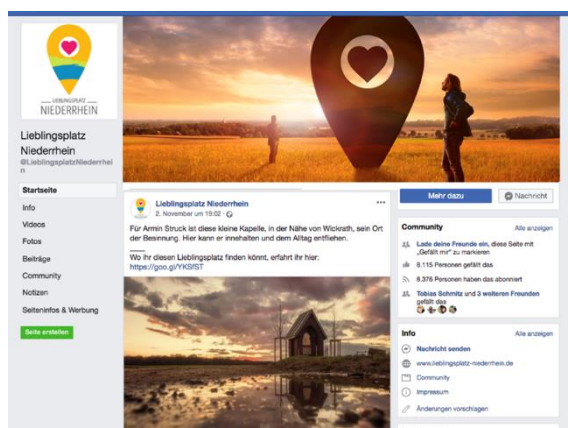 LIEBLINGSPLATZ
NIEDERRHEIN
Lieblingsplatz
Niederrhein
@LieblingsplatzNiederrhei
n
Startseite
Info
Videos
Fotos
Beiträge
Community
Notizen
Seiteninfos & Werbung
Seite erstellen
Lieblingsplatz Niederrhein
2. November um 19:02 ·
Für Armin Struck ist diese kleine Kapelle, in der Nähe von Wickrath, sein Ort
der Besinnung. Hier kann er innehalten und dem Alltag entfliehen.
____
Wo ihr diesen Lieblingsplatz finden könnt, erfahrt ihr hier:
https://goo.gl/YKSfST
Mehr dazu
Nachricht
Community
Alle anzeigen
Lade deine Freunde ein, diese Seite mit
„Gefällt mir“ zu markieren
8.115 Personen gefällt das
8.376 Personen haben das abonniert
Tobias Schmitz und 3 weiteren Freunden
gefällt das
Info
Alle anzeigen
Nachricht senden
www.lieblingsplatz-niederrhein.de
Community
Impressum
Änderungen vorschlagen